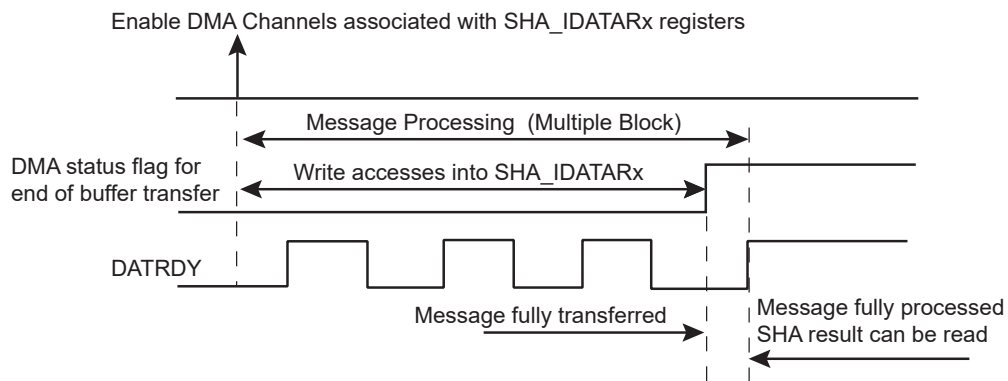 Enable DMA Channels associated with SHA_IDATARx registers
Message Processing (Multiple Block)
DMA status flag for
end of buffer transfer
Write accesses into SHA_IDATARx
DATRDY
Message fully transferred
Message fully processed
SHA result can be read